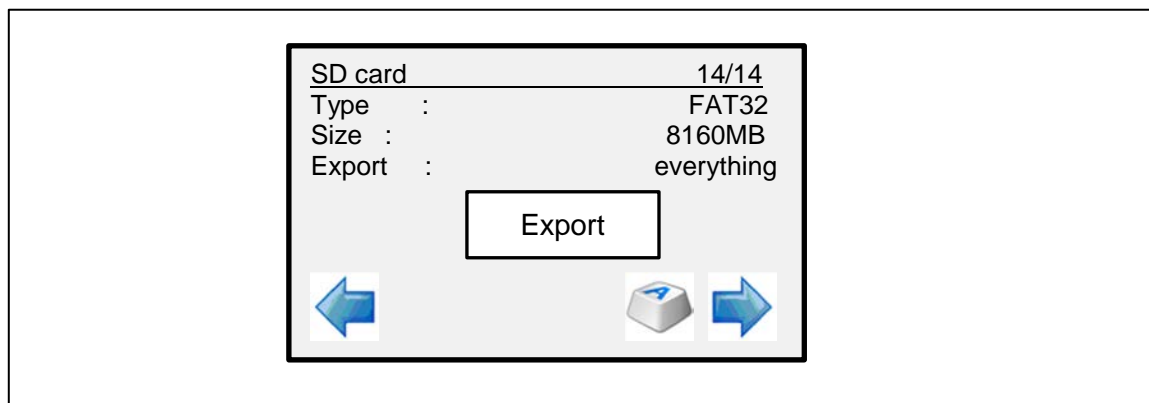 SD card 14/14
Type : FAT32
Size : 8160MB
Export : everything
Export
A